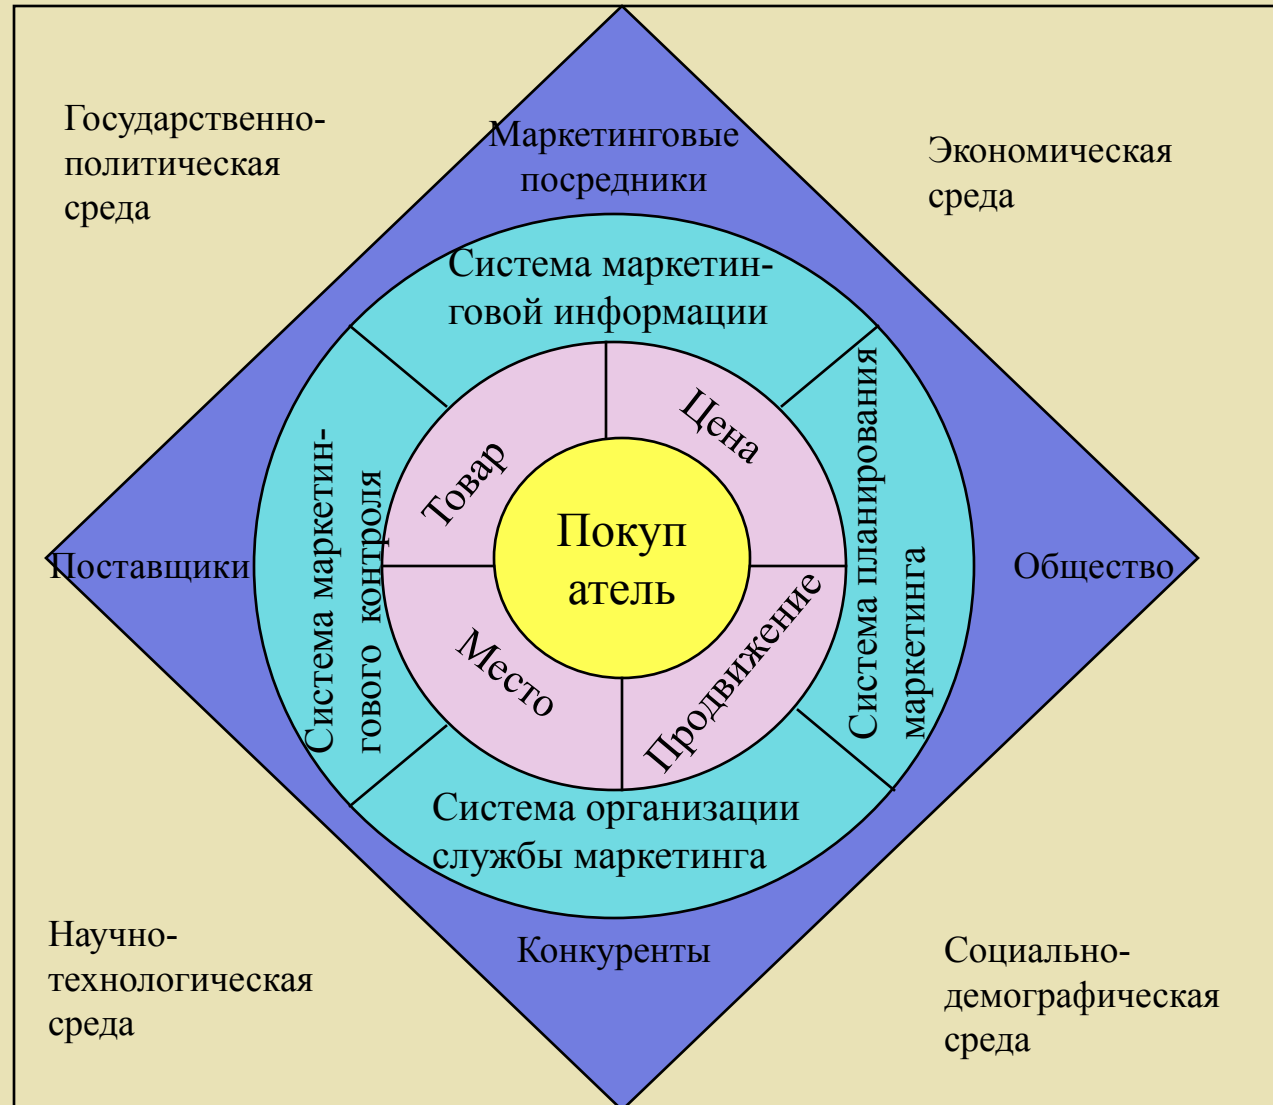 Государственно-
политическая
среда
Маркетинговые
посредники
Экономическая
среда
Система маркетин-
говой информации
Товар
Цена
Система маркетин-
гового контроля
Покуп
атель
Система планирования
маркетинга
Поставщики
Общество
Место
Продвижение
Система организации
службы маркетинга
Научно-
технологическая
среда
Конкуренты
Социально-
демографическая
среда